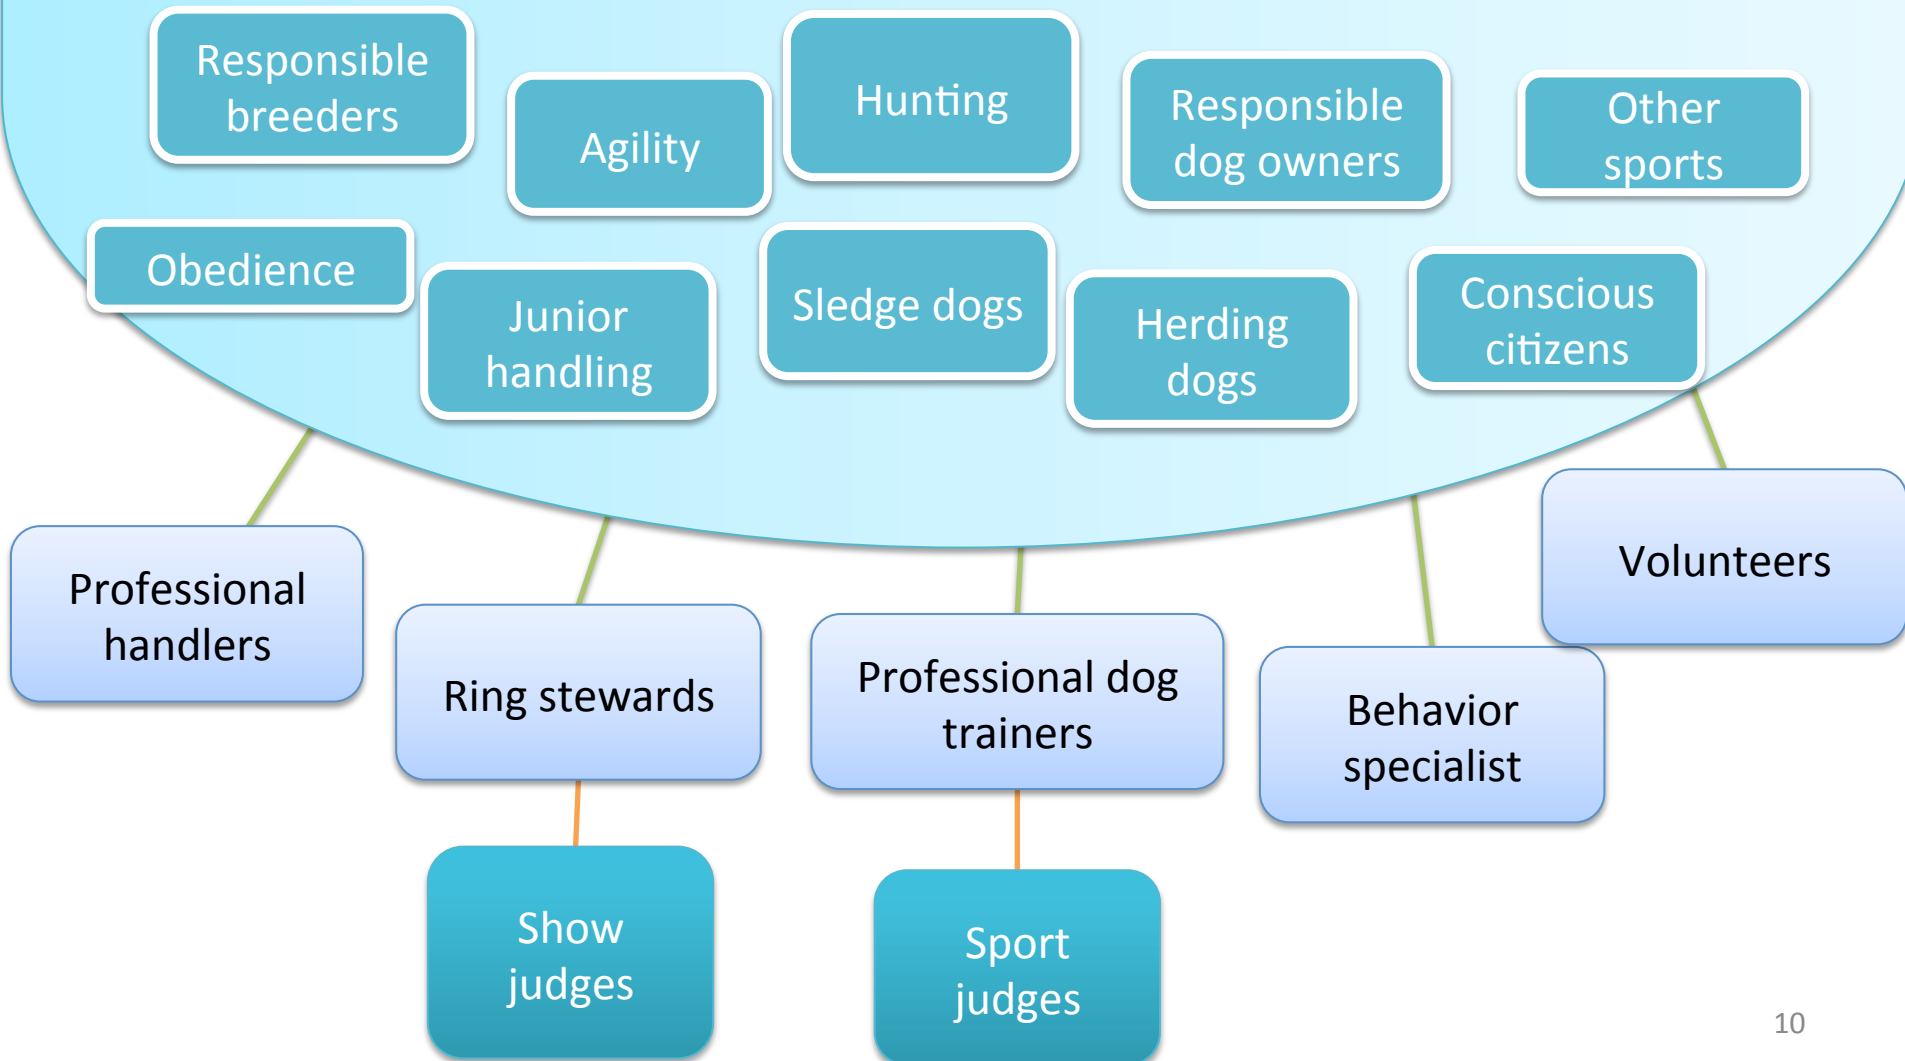 Responsible
breeders
Agility
Hunting
Responsible
dog owners
Other
sports
Obedience
Junior
handling
Sledge dogs
Herding
dogs
Conscious
citizens
Professional
handlers
Ring stewards
Professional dog
trainers
Behavior
specialist
Volunteers
Show
judges
Sport
judges
10